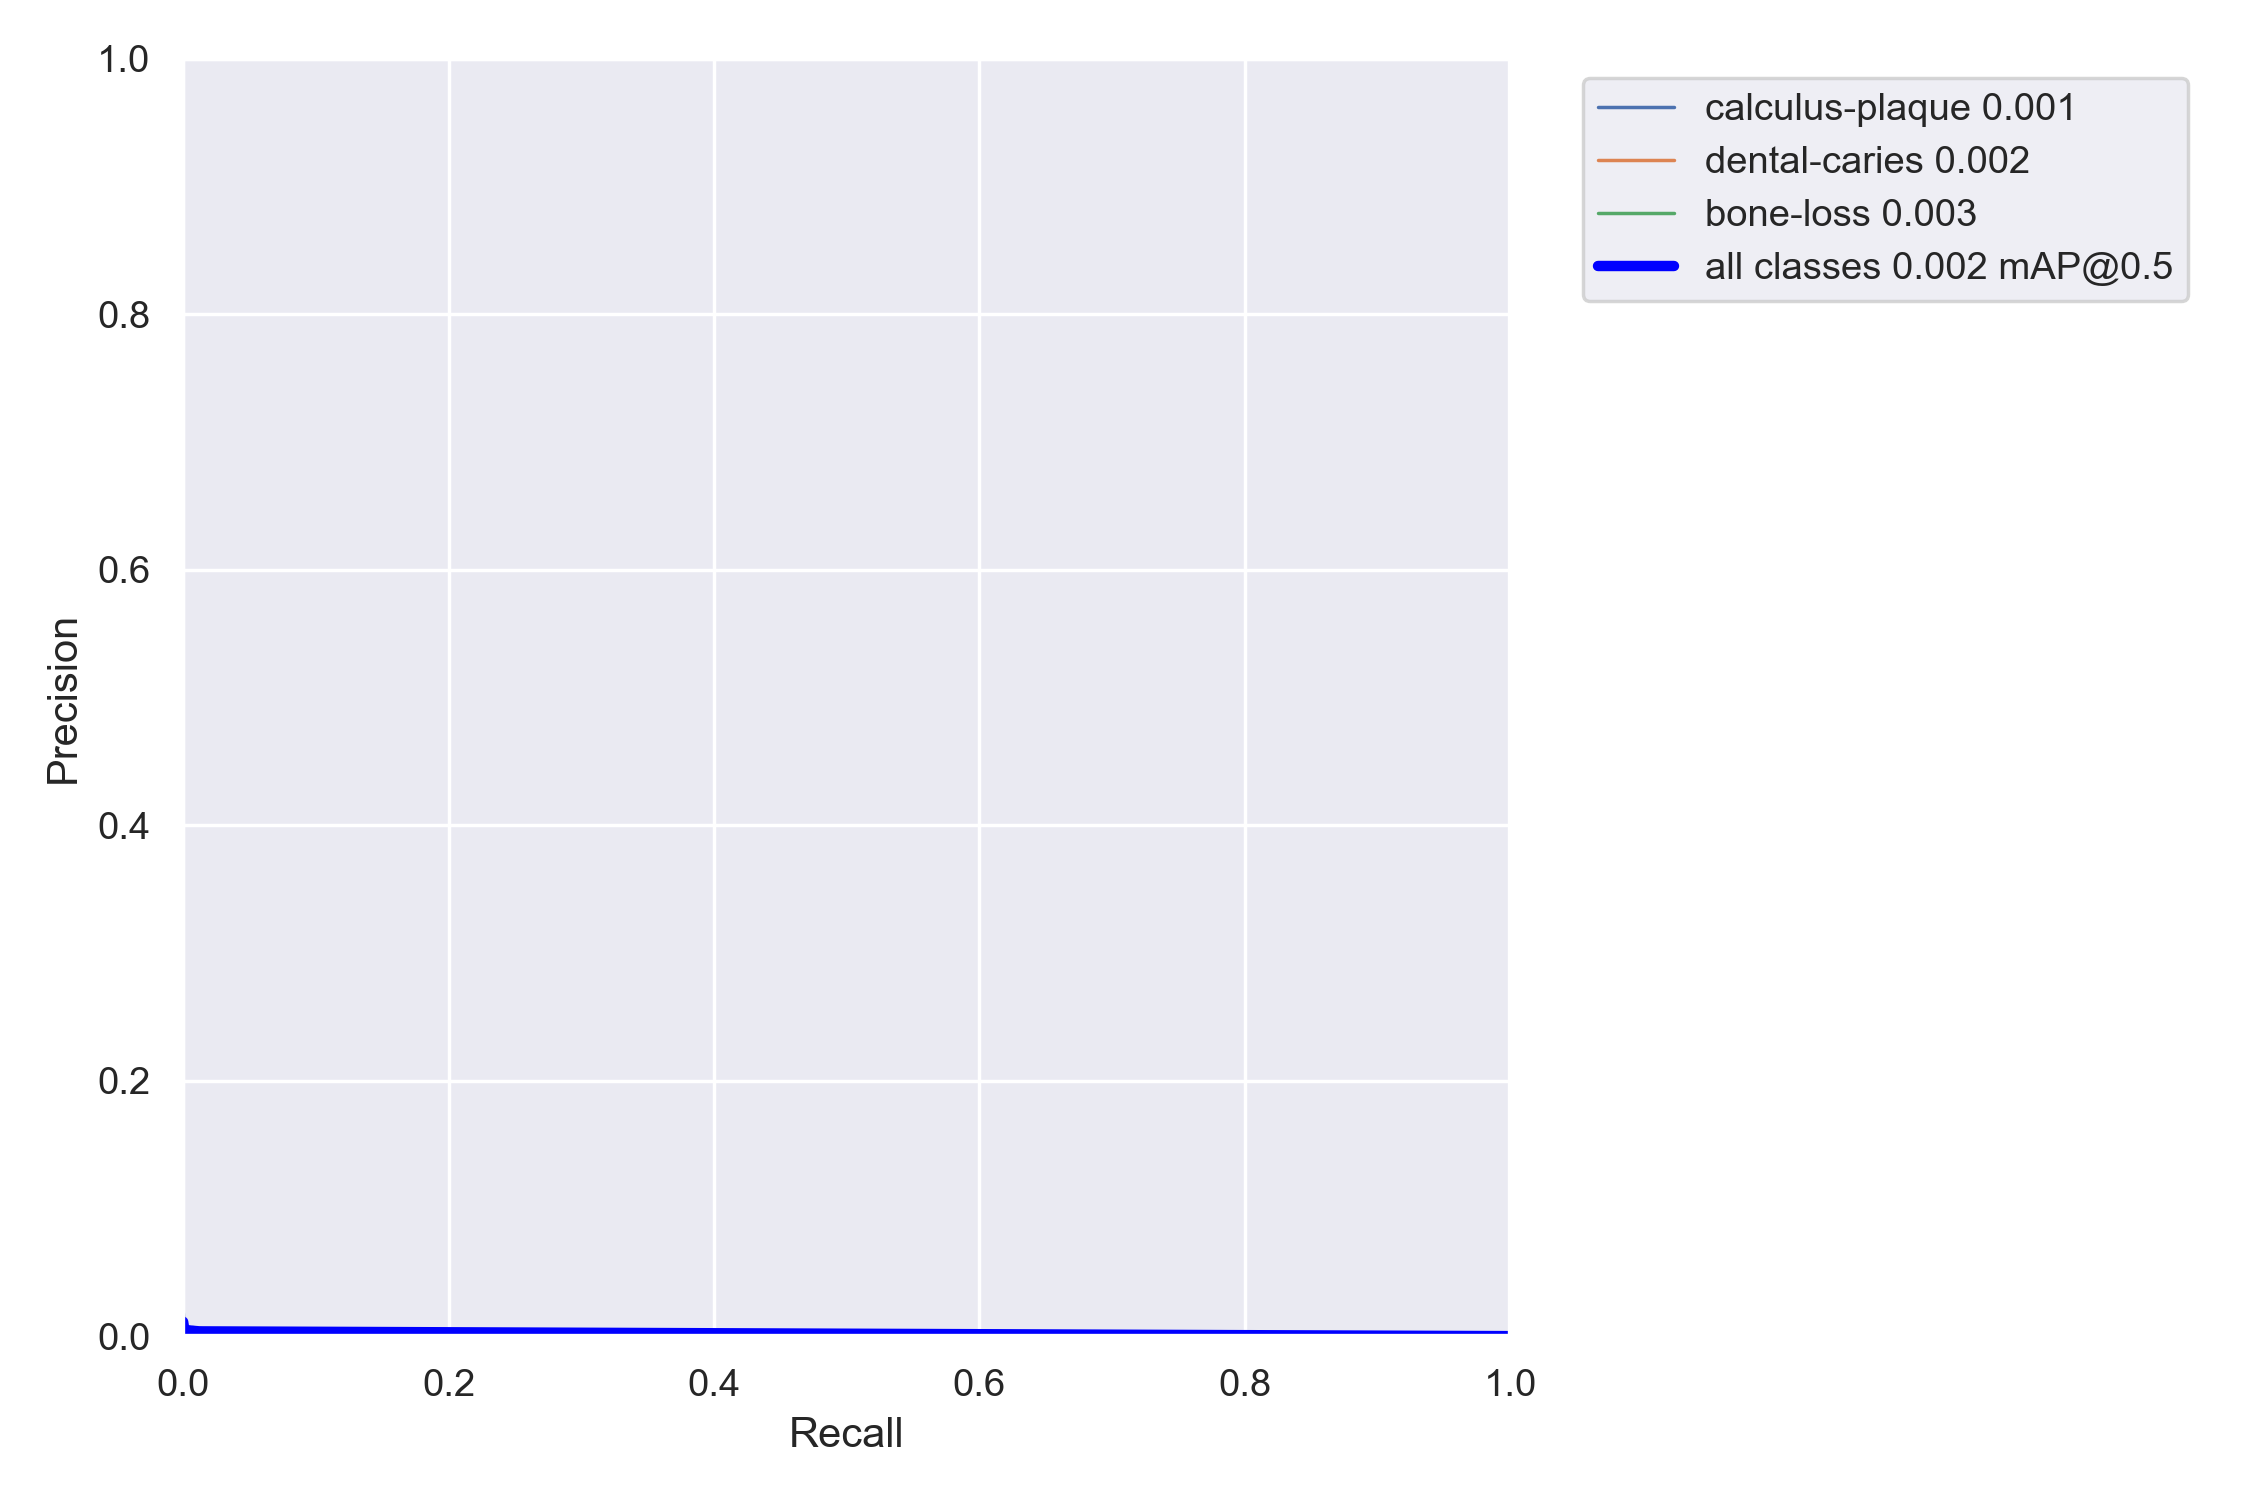 1.0
0.8
0.6
0.4
0.2
0.0
Precision
0.0 0.2 0.4 0.6 0.8 1.0
Recall
calculus-plaque 0.001
dental-caries 0.002
bone-loss 0.003
all classes 0.002 mAP@0.5